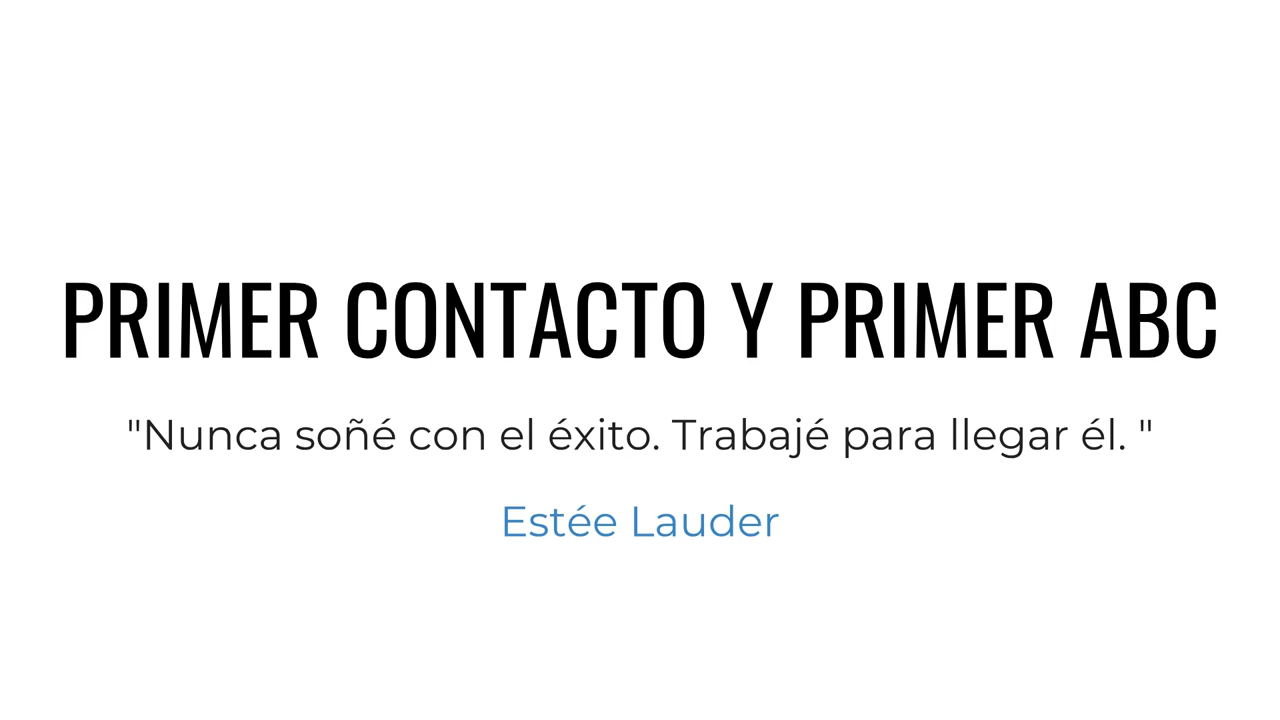 PRIMER CONTACTO Y PRIMER ABC
"Nunca soñé con el éxito. Trabajé para llegar él. "
Estée Lauder